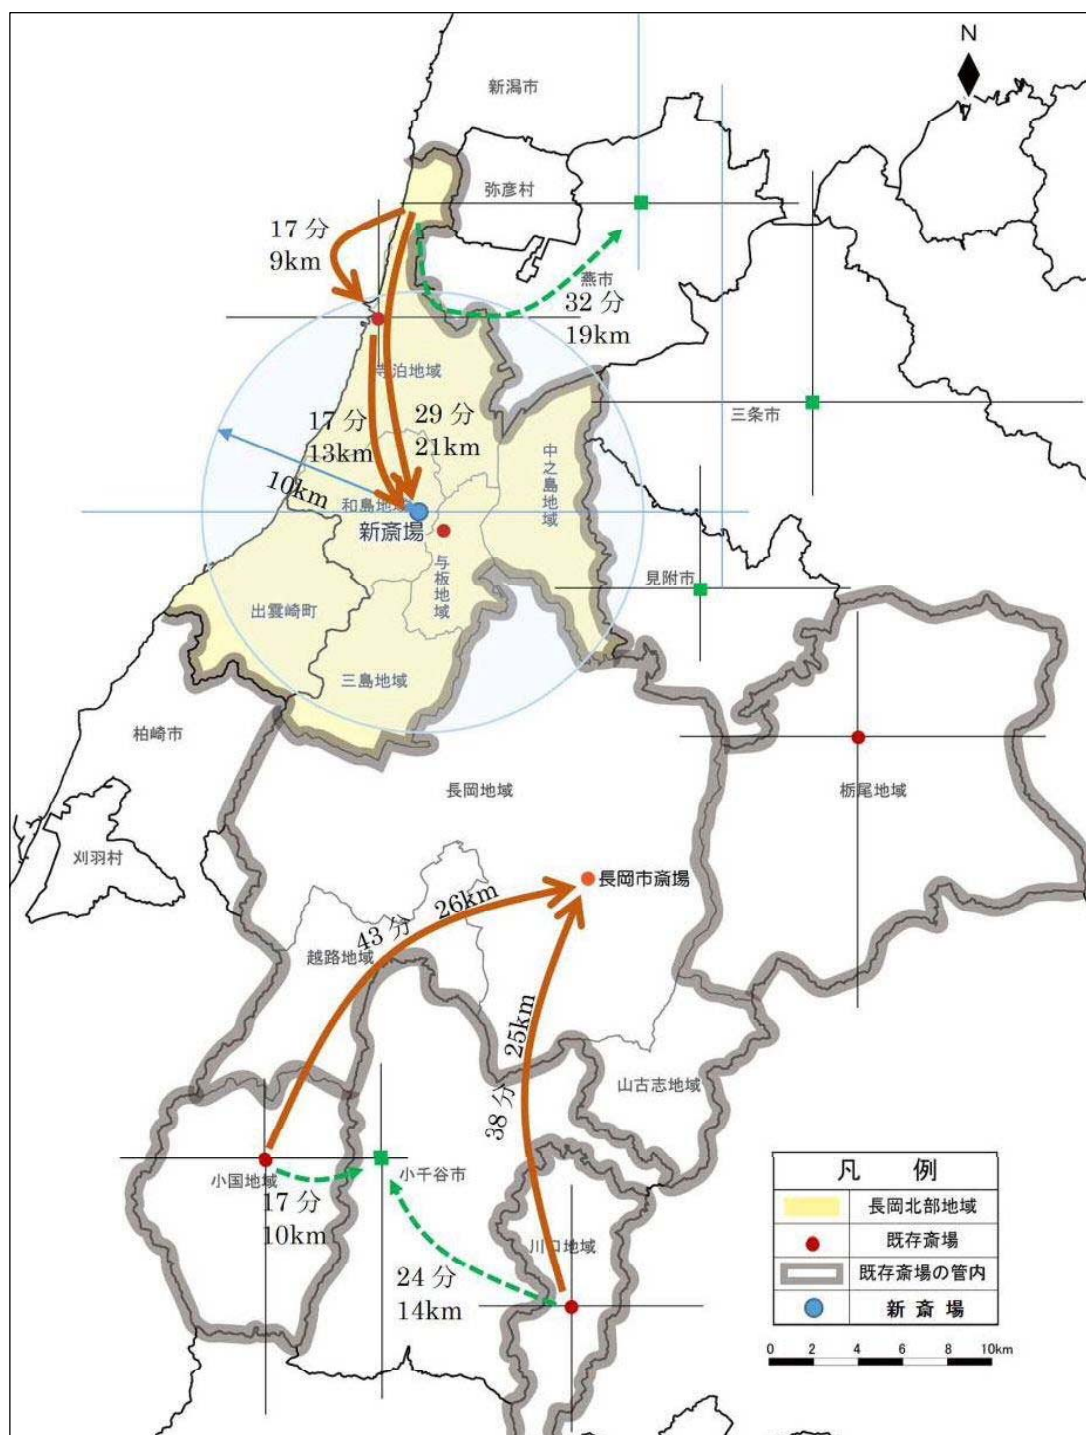 N
新潟市
弥彦村
17分
9km
燕市
32分
19km
寺泊地域
17分
13km
29分
21km
三条市
10km
中之島地域
和島地域
新斎場
与板地域
見附市
出雲崎町
三島地域
柏崎市
長岡地域
栃尾地域
刈羽村
長岡市斎場
43分 26km
越路地域
38分 25km
山古志地域
小国地域
17分
10km
小千谷市
川口地域
24分
14km
凡 例
長岡北部地域
既存斎場
既存斎場の管内
新斎場
0 2 4 6 8 10km